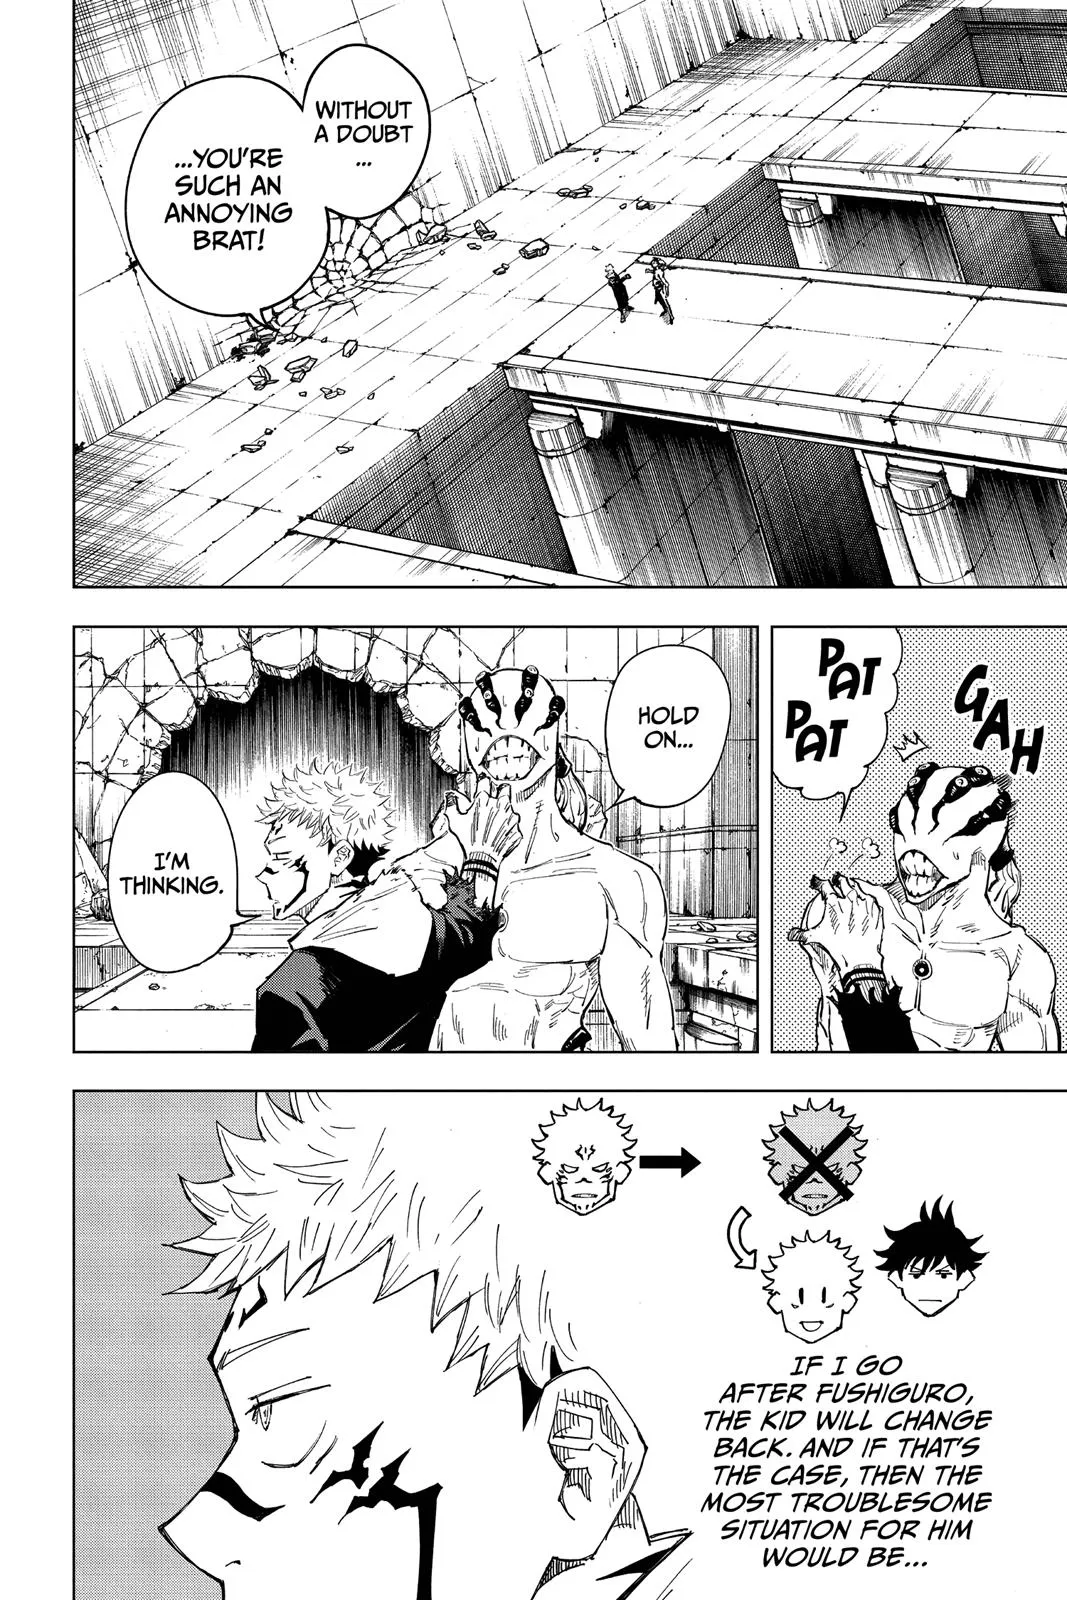 WITHOUT
A DOUBT
...
...YOU'RE
SUCH AN
ANNOYING
BRAT!
PAT
PAT
GAH
HOLD
ON...
I'M
THINKING.
IF I GO
AFTER FUSHIGURO,
THE KID WILL CHANGE
BACK. AND IF THAT'S
THE CASE, THEN THE
MOST TROUBLESOME
SITUATION FOR HIM
WOULD BE...